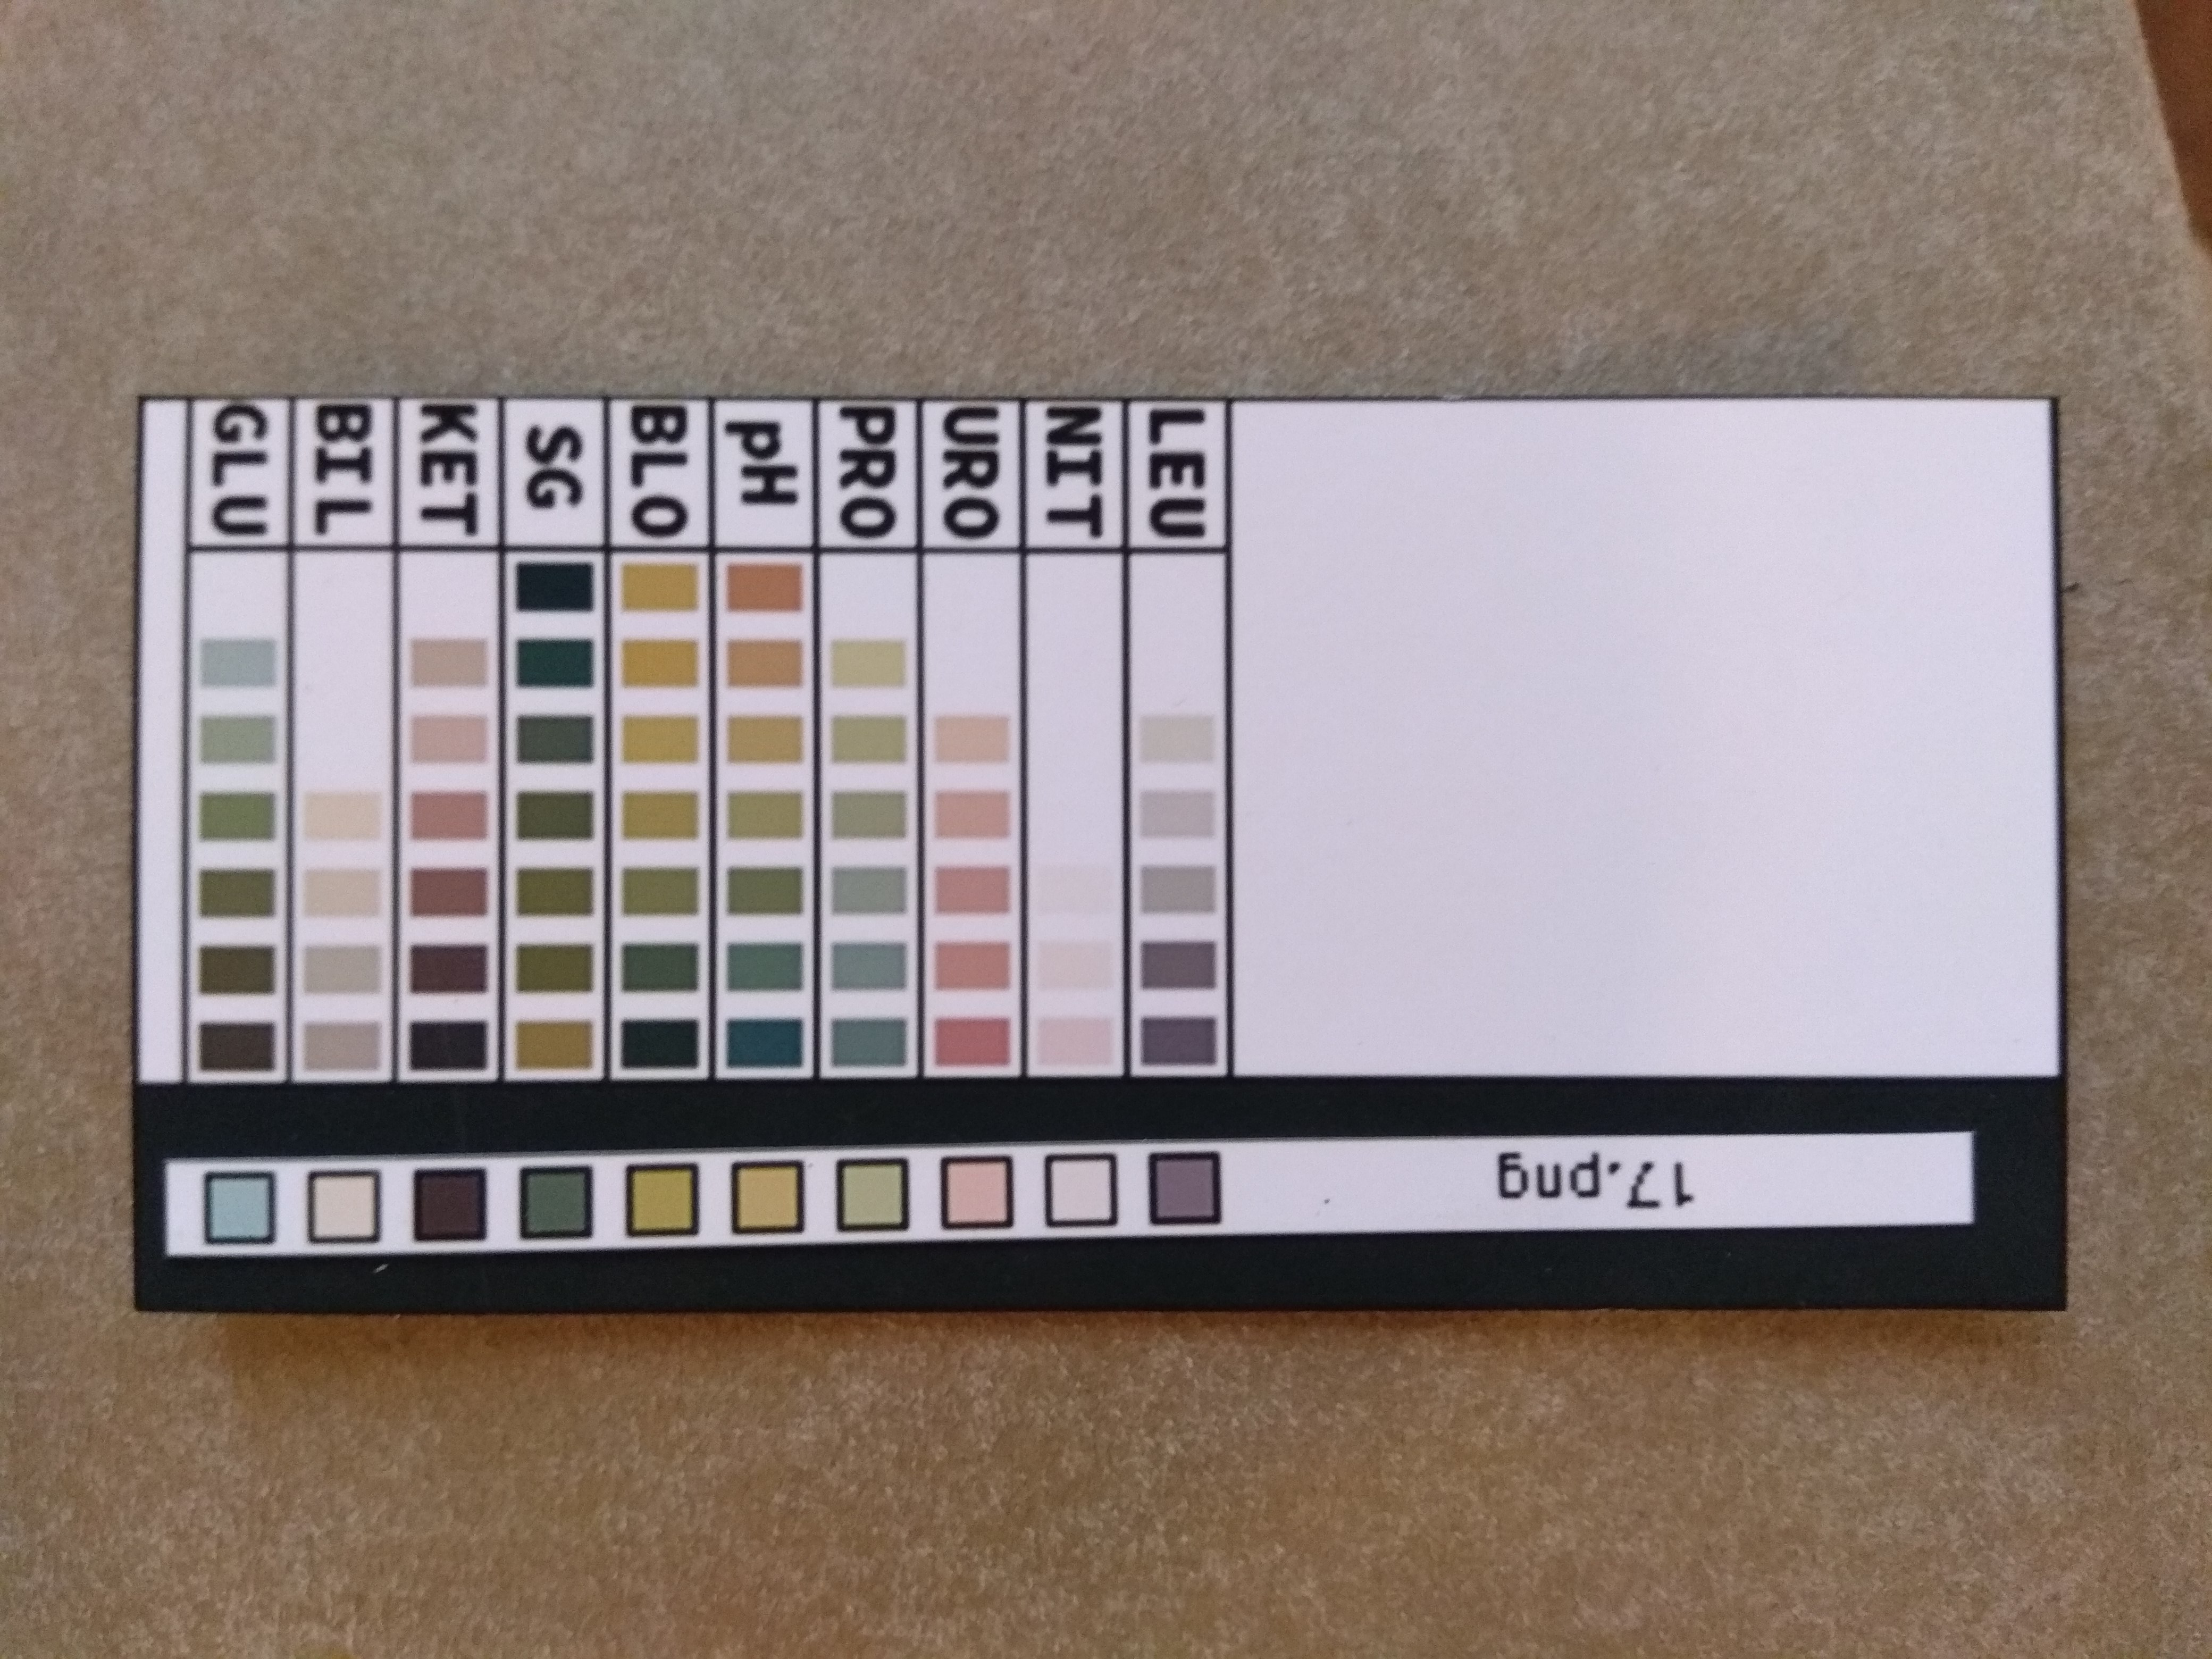 GLU
BIL
KET
SG
BLO
pH
PRO
URO
NIT
LEU
17.png